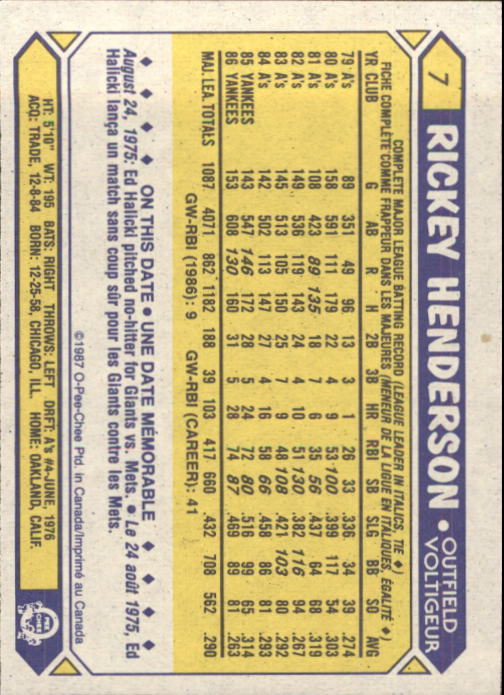 7
RICKEY HENDERSON • OUTFIELD
VOLTIGEUR
COMPLETE MAJOR LEAGUE BATTING RECORD (LEAGUE LEADER IN ITALICS, TIE ♦)
FICHE COMPLÈTE COMME FRAPPEUR DANS LES MAJEURES (MENEUR DE LA LIGUE EN ITALIQUES, ÉGALITÉ ♦)
YR CLUB G AB R H 2B 3B HR RBI SB SLG BB SO AVG
79 A's 89 351 49 96 13 3 1 26 33 .336 34 39 .274
80 A's 158 591 111 179 22 4 9 53 100 .399 117 54 .303
81 A's 108 423 89 135 18 7 6 35 56 .437 64 68 .319
82 A's 149 536 119 143 24 4 10 51 130 .382 116 94 .267
83 A's 145 513 105 150 25 7 9 48 108 .421 103 80 .292
84 A's 142 502 113 147 27 4 16 58 66 .458 86 81 .293
85 YANKEES 143 547 146 172 28 5 24 72 80 .516 99 65 .314
86 YANKEES 153 608 130 160 31 5 28 74 87 .469 89 81 .263
MAJ. LEA. TOTALS 1087 4071 862 1182 188 39 103 417 660 .432 708 562 .290
GW-RBI (1986): 9 GW-RBI (CAREER): 41
♦ ♦ ♦ ♦ ON THIS DATE • UNE DATE MÉMORABLE ♦ ♦ ♦ ♦
August 24, 1975: Ed Halicki pitched no-hitter for Giants vs. Mets. • Le 24 août 1975, Ed
Halicki lança un match sans coup sûr pour les Giants contre les Mets.
©1987 O-Pee-Chee Ptd. in Canada/Imprimé au Canada
HT: 5'10" WT: 195 BATS: RIGHT THROWS: LEFT DRFT: A's #4-JUNE, 1976
ACQ: TRADE, 12-8-84 BORN: 12-25-58, CHICAGO, ILL. HOME: OAKLAND, CALIF.
O PEE CHEE